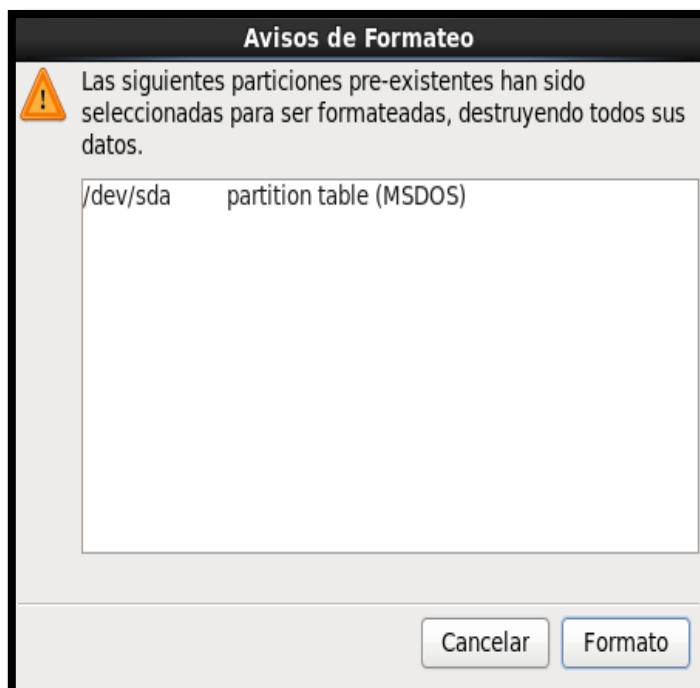 Avisos de Formateo
Las siguientes particiones pre-existentes han sido
seleccionadas para ser formateadas, destruyendo todos sus
datos.
/dev/sda partition table (MSDOS)
Cancelar Formato